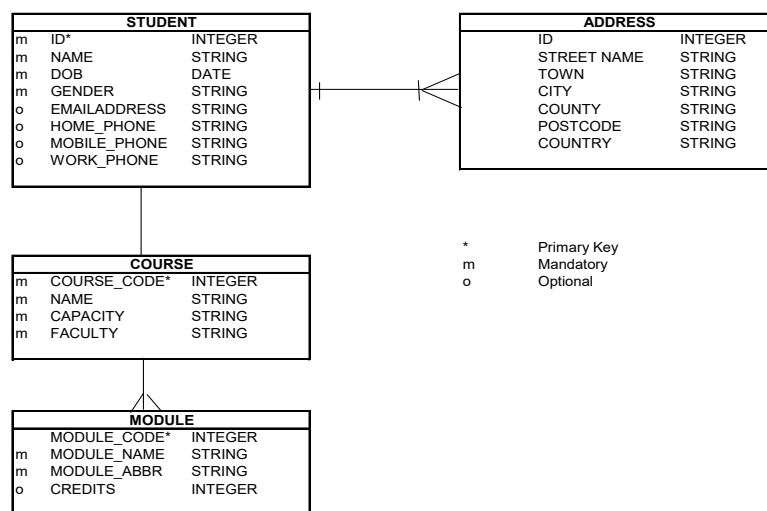 STUDENT
m ID* INTEGER
m NAME STRING
m DOB DATE
m GENDER STRING
o EMAILADDRESS STRING
o HOME_PHONE STRING
o MOBILE_PHONE STRING
o WORK_PHONE STRING
ADDRESS
ID INTEGER
STREET NAME STRING
TOWN STRING
CITY STRING
COUNTY STRING
POSTCODE STRING
COUNTRY STRING
* Primary Key
m Mandatory
o Optional
COURSE
m COURSE_CODE* INTEGER
m NAME STRING
m CAPACITY STRING
m FACULTY STRING
MODULE
MODULE_CODE* INTEGER
m MODULE_NAME STRING
m MODULE_ABBR STRING
o CREDITS INTEGER